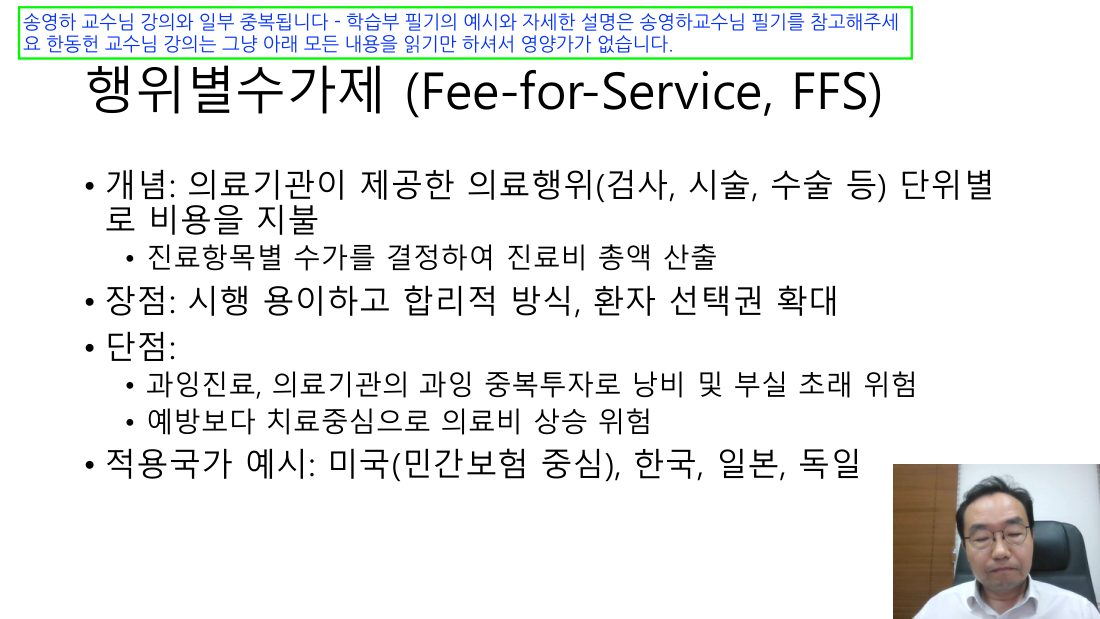 송영하 교수님 강의와 일부 중복됩니다 - 학습부 필기의 예시와 자세한 설명은 송영하교수님 필기를 참고해주세
요 한동헌 교수님 강의는 그냥 아래 모든 내용을 읽기만 하셔서 영양가가 없습니다.
행위별수가제 (Fee-for-Service, FFS)
• 개념: 의료기관이 제공한 의료행위(검사, 시술, 수술 등) 단위별
로 비용을 지불
• 진료항목별 수가를 결정하여 진료비 총액 산출
• 장점: 시행 용이하고 합리적 방식, 환자 선택권 확대
• 단점:
• 과잉진료, 의료기관의 과잉 중복투자로 낭비 및 부실 초래 위험
• 예방보다 치료중심으로 의료비 상승 위험
• 적용국가 예시: 미국(민간보험 중심), 한국, 일본, 독일